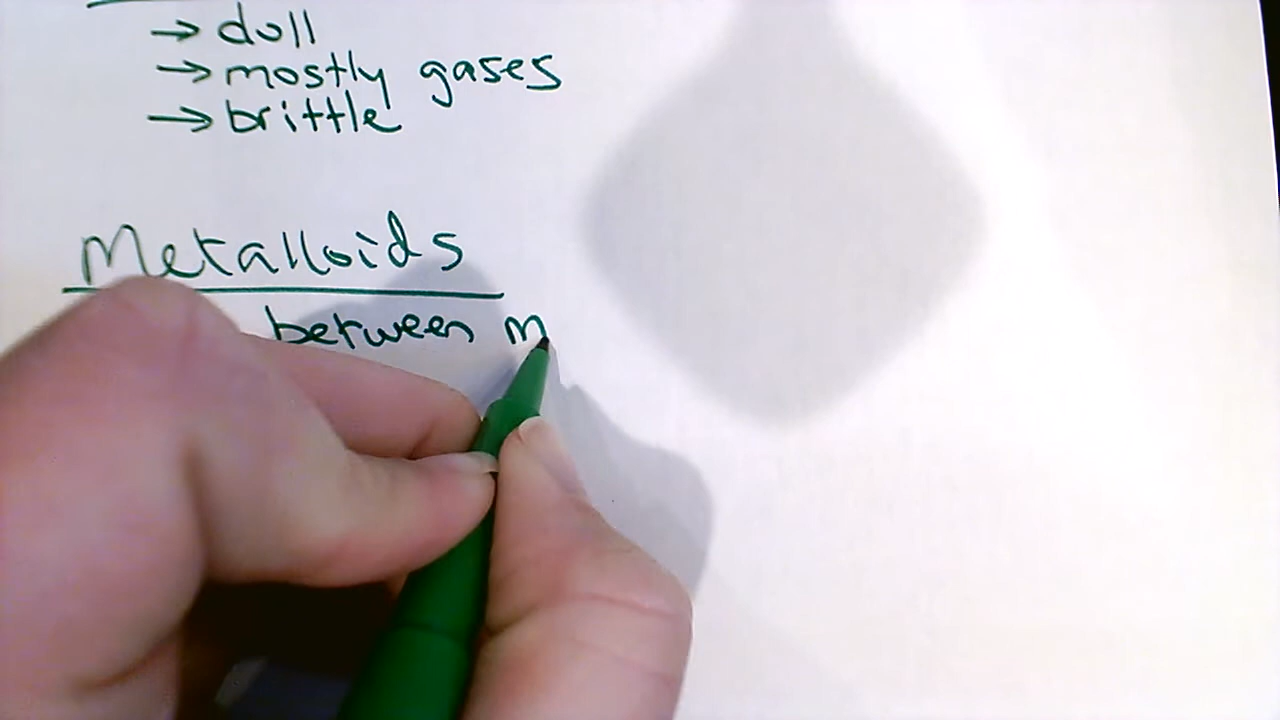 → dull
→ mostly gases
→ brittle
Metalloids
between m